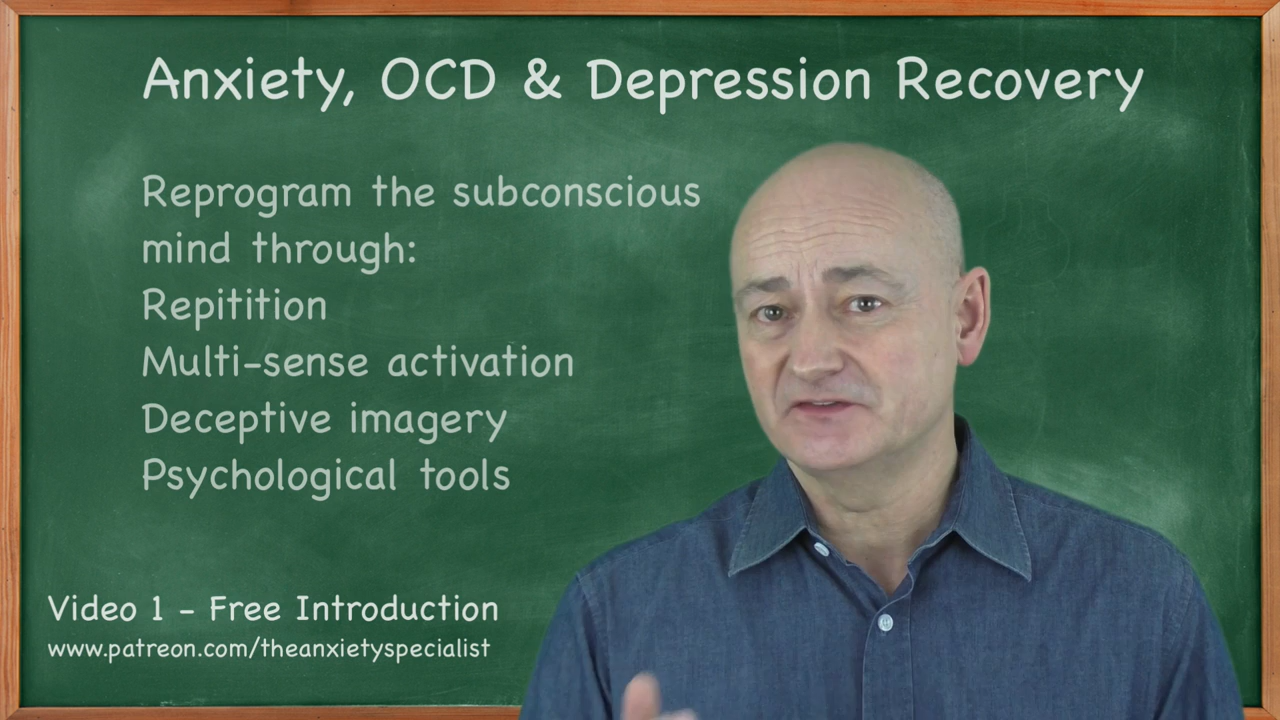 Anxiety, OCD & Depression Recovery
Reprogram the subconscious
mind through:
Repitition
Multi-sense activation
Deceptive imagery
Psychological tools
Video 1 - Free Introduction
www.patreon.com/theanxietyspecialist